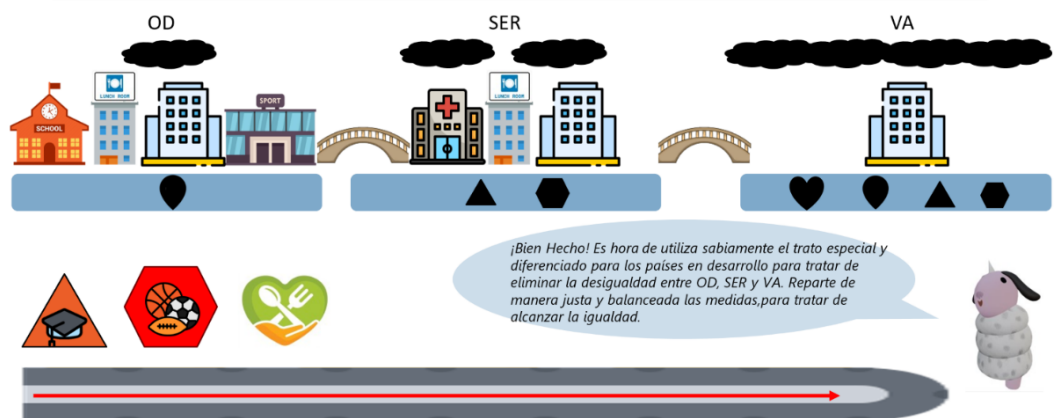 OD
SER
VA
LUNCH ROOM
LUNCH ROOM
SPORT
SCHOOL
¡Bien Hecho! Es hora de utiliza sabiamente el trato especial y
diferenciado para los países en desarrollo para tratar de
eliminar la desigualdad entre OD, SER y VA. Reparte de
manera justa y balanceada las medidas,para tratar de
alcanzar la igualdad.